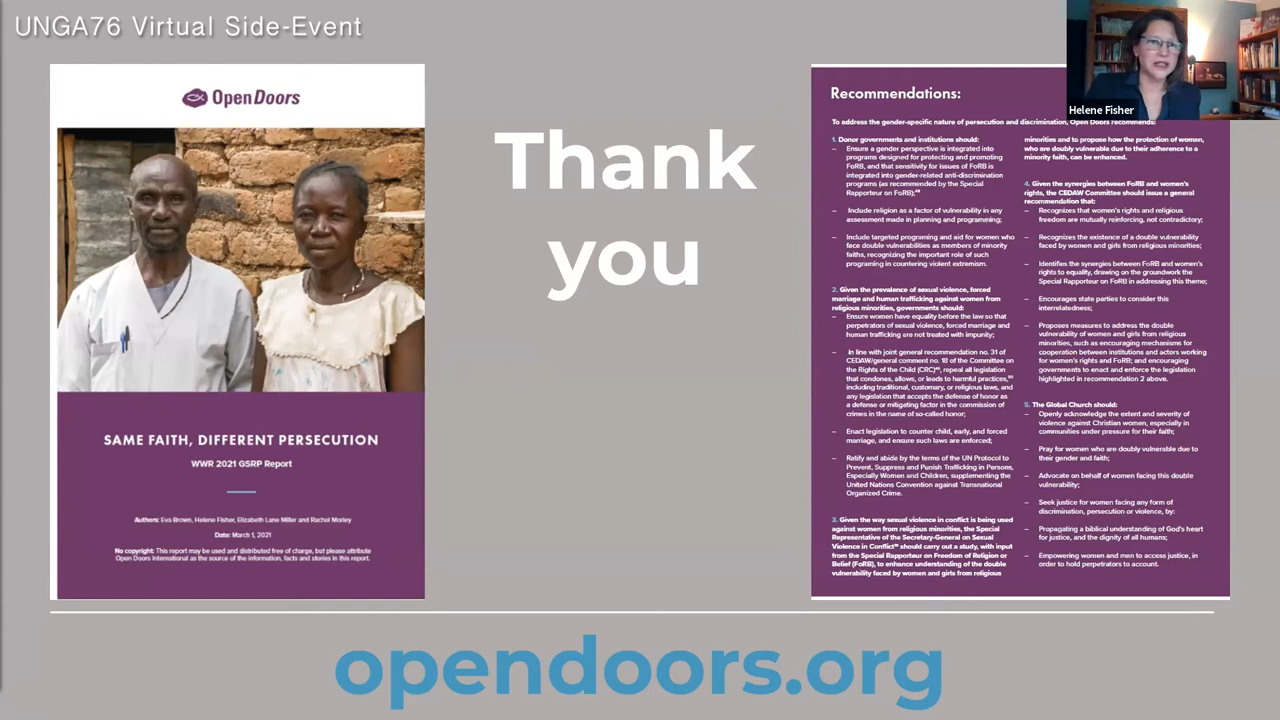 UNGA76 Virtual Side-Event
OpenDoors
SAME FAITH, DIFFERENT PERSECUTION
WWR 2021 GSRP Report
Authors: Eva Brown, Helene Fisher, Elizabeth Lane Miller and Rachel Morley
Date: March 1, 2021
No copyright: This report may be used and distributed free of charge, but please attribute
Open Doors International as the source of the information, facts and stories in this report.
Thank
you
Helene Fisher
Recommendations:
To address the gender-specific nature of persecution and discrimination, Open Doors recommends:
1. Donor governments and institutions should:
– Ensure a gender perspective is integrated into
programs designed for protecting and promoting
FoRB, and that sensitivity for issues of FoRB is
integrated into gender-related anti-discrimination
programs (as recommended by the Special
Rapporteur on FoRB);
– Include religion as a factor of vulnerability in any
assessment made in planning and programming;
– Include targeted programing and aid for women who
face double vulnerabilities as members of minority
faiths, recognizing the important role of such
programing in countering violent extremism.
2. Given the prevalence of sexual violence, forced
marriage and human trafficking against women from
religious minorities, governments should:
– Ensure women have equality before the law so that
perpetrators of sexual violence, forced marriage and
human trafficking are not treated with impunity;
– In line with joint general recommendation no. 31 of
CEDAW/general comment no. 18 of the Committee on
the Rights of the Child (CRC), repeal all legislation
that condones, allows, or leads to harmful practices,
including traditional, customary, or religious laws, and
any legislation that accepts the defense of honor as
a defense or mitigating factor in the commission of
crimes in the name of so-called honor;
– Enact legislation to counter child, early, and forced
marriage, and ensure such laws are enforced;
– Ratify and abide by the terms of the UN Protocol to
Prevent, Suppress and Punish Trafficking in Persons,
Especially Women and Children, supplementing the
United Nations Convention against Transnational
Organized Crime.
3. Given the way sexual violence in conflict is being used
against women from religious minorities, the Special
Representative of the Secretary-General on Sexual
Violence in Conflict should carry out a study, with input
from the Special Rapporteur on Freedom of Religion or
Belief (FoRB), to enhance understanding of the double
vulnerability faced by women and girls from religious
minorities and to propose how the protection of women,
who are doubly vulnerable due to their adherence to a
minority faith, can be enhanced.
4. Given the synergies between FoRB and women's
rights, the CEDAW Committee should issue a general
recommendation that:
– Recognizes that women's rights and religious
freedom are mutually reinforcing, not contradictory;
– Recognizes the existence of a double vulnerability
faced by women and girls from religious minorities;
– Identifies the synergies between FoRB and women's
rights to equality, drawing on the groundwork the
Special Rapporteur on FoRB in addressing this theme;
– Encourages state parties to consider this
interrelatedness;
– Proposes measures to address the double
vulnerability of women and girls from religious
minorities, such as encouraging mechanisms for
cooperation between institutions and actors working
for women's rights and FoRB; and encouraging
governments to enact and enforce the legislation
highlighted in recommendation 2 above.
5. The Global Church should:
– Openly acknowledge the extent and severity of
violence against Christian women, especially in
communities under pressure for their faith;
– Pray for women who are doubly vulnerable due to
their gender and faith;
– Advocate on behalf of women facing this double
vulnerability;
– Seek justice for women facing any form of
discrimination, persecution or violence, by:
– Propagating a biblical understanding of God's heart
for justice, and the dignity of all humans;
– Empowering women and men to access justice, in
order to hold perpetrators to account.
opendoors.org